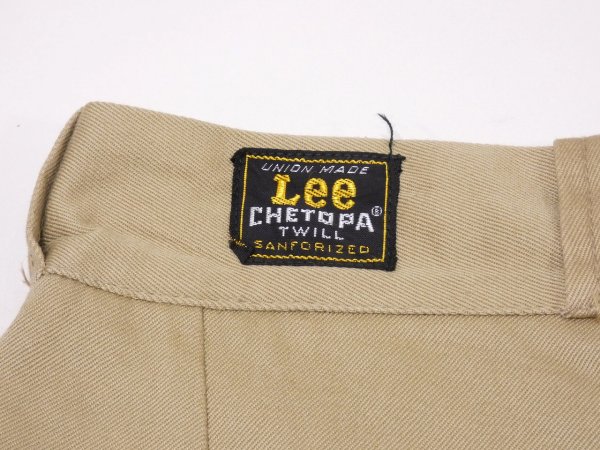 UNION MADE
Lee
CHETOPA®
TWILL
SANFORIZED